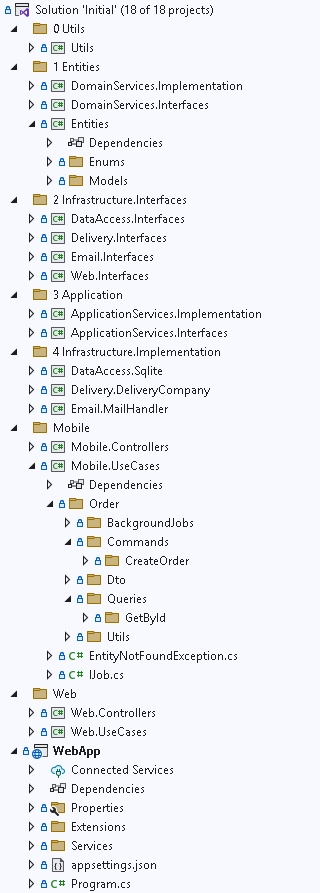 Solution 'Initial' (18 of 18 projects)
0 Utils
C# Utils
1 Entities
C# DomainServices.Implementation
C# DomainServices.Interfaces
C# Entities
Dependencies
Enums
Models
2 Infrastructure.Interfaces
C# DataAccess.Interfaces
C# Delivery.Interfaces
C# Email.Interfaces
C# Web.Interfaces
3 Application
C# ApplicationServices.Implementation
C# ApplicationServices.Interfaces
4 Infrastructure.Implementation
C# DataAccess.Sqlite
C# Delivery.DeliveryCompany
C# Email.MailHandler
Mobile
C# Mobile.Controllers
C# Mobile.UseCases
Dependencies
Order
BackgroundJobs
Commands
CreateOrder
Dto
Queries
GetById
Utils
C# EntityNotFoundException.cs
C# IJob.cs
Web
C# Web.Controllers
C# Web.UseCases
WebApp
Connected Services
Dependencies
Properties
Extensions
Services
appsettings.json
C# Program.cs